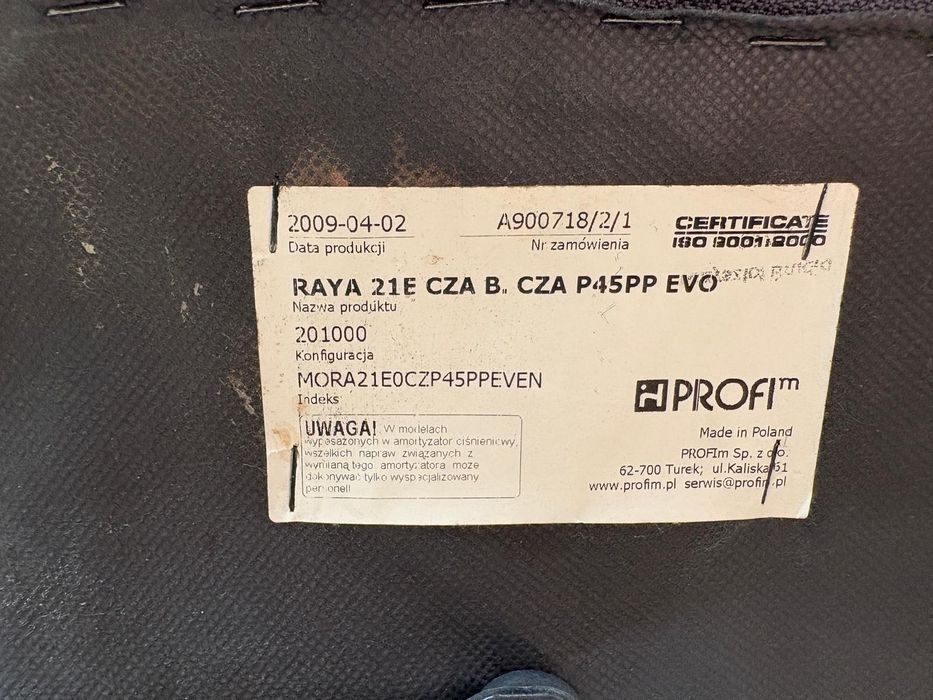 2009-04-02
Data produkcji
A900718/2/1
Nr zamówienia
CERTIFICATE
ISO 9001:2000
RAYA 21E CZA B. CZA P45PP EVO
Nazwa produktu
201000
Konfiguracja
MORA21E0CZP45PPEVEN
Indeks
UWAGA! W modelach
wyposażonych w amortyzator ciśnieniowy,
wszelkich napraw związanych z
wymianą tego amortyzatora może
dokonywać tylko wyspecjalizowany
personel!
PROFIm
Made in Poland
PROFIm Sp. z o.o.
62-700 Turek; ul.Kaliska 61
www.profim.pl serwis@profim.pl